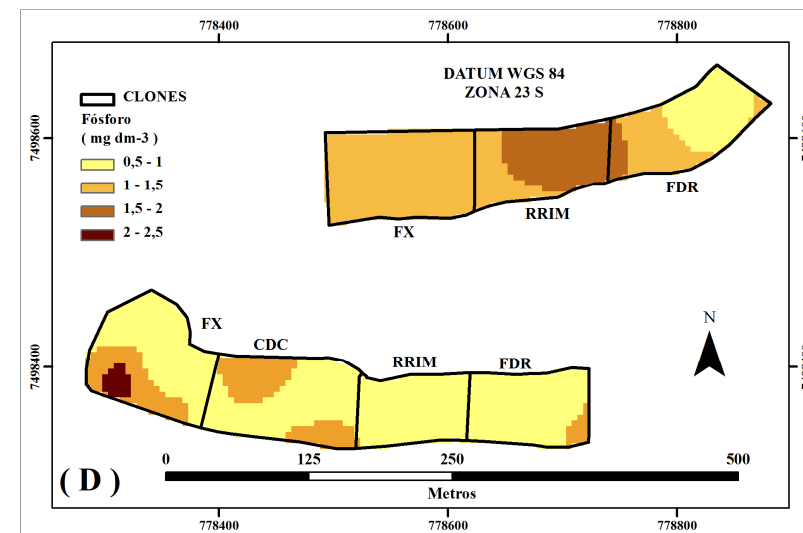 778400 778600 778800
DATUM WGS 84
ZONA 23 S
CLONES
Fósforo
( mg dm-3 )
0,5 - 1
1 - 1,5
1,5 - 2
2 - 2,5
7498600
FX
RRIM
FDR
N
FX
CDC
RRIM
FDR
7498400
7498400
( D )
0 125 250 500
Metros
778400 778600 778800